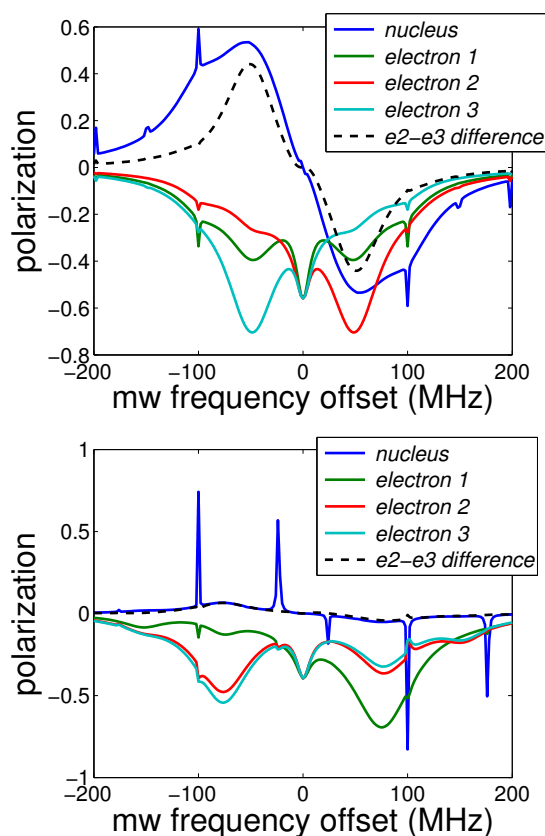 0.6
0.4
0.2
0
−0.2
−0.4
−0.6
−0.8
polarization
nucleus
electron 1
electron 2
electron 3
e2−e3 difference
−200
−100
0
100
200
mw frequency offset (MHz)
1
0.5
0
−0.5
−1
polarization
nucleus
electron 1
electron 2
electron 3
e2−e3 difference
−200
−100
0
100
200
mw frequency offset (MHz)